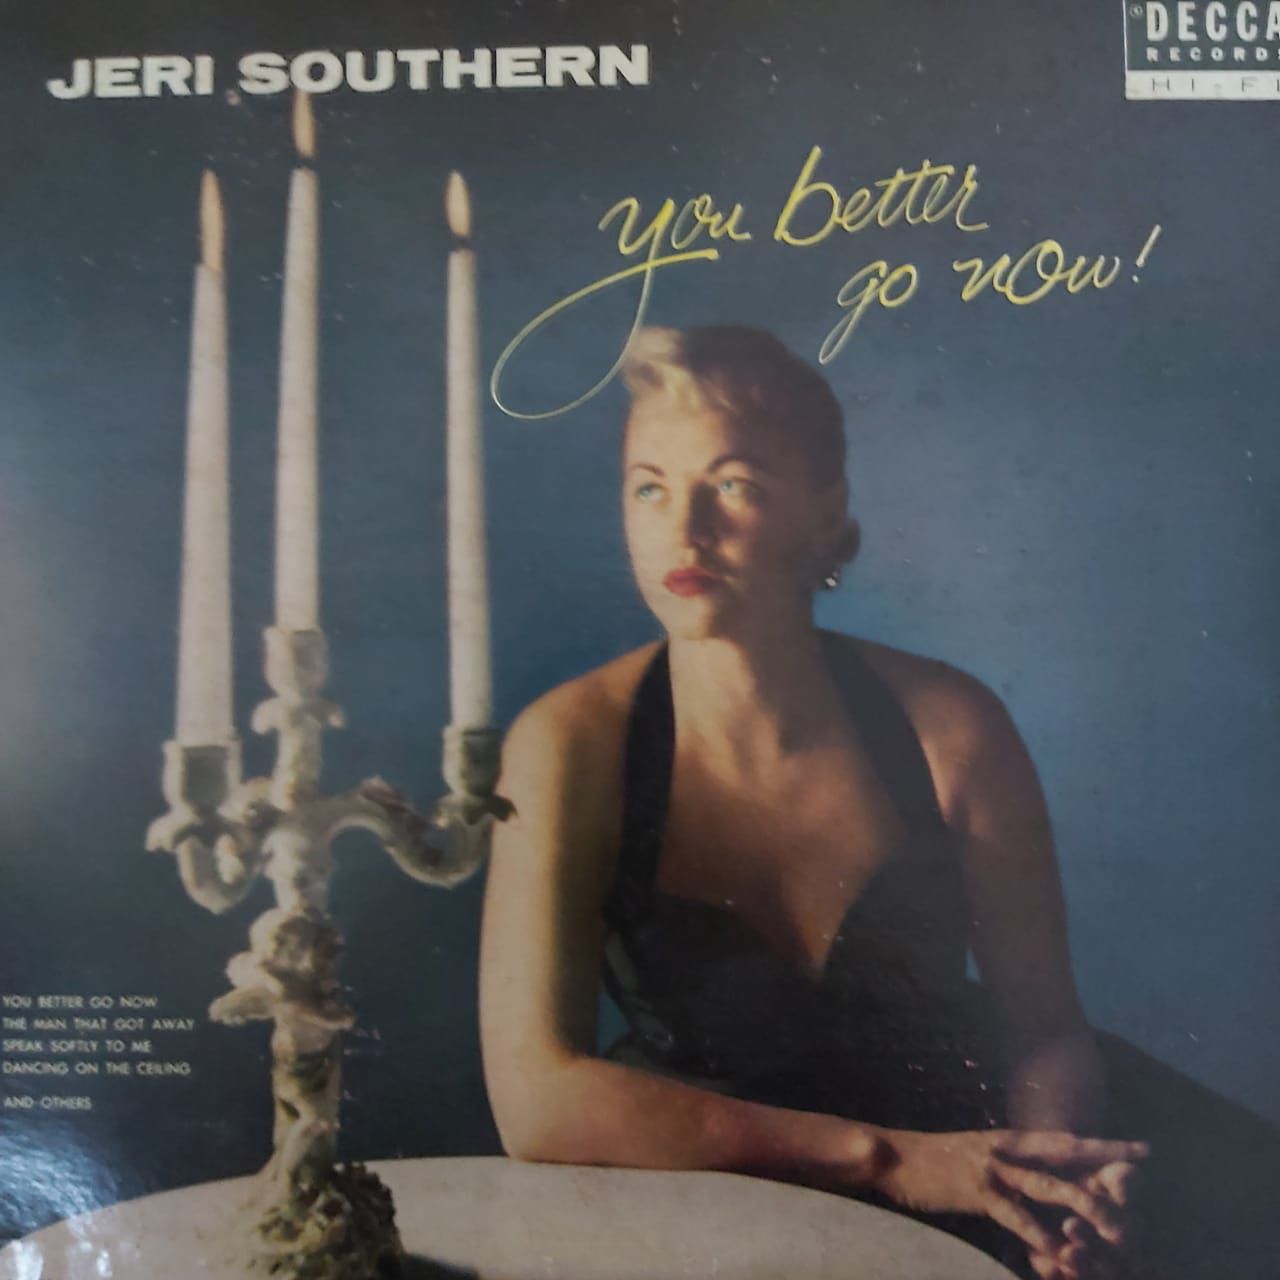 JERI SOUTHERN
DECCA
RECORDS
HI-FI
you better
go now!
YOU BETTER GO NOW
THE MAN THAT GOT AWAY
SPEAK SOFTLY TO ME
DANCING ON THE CEILING
AND OTHERS